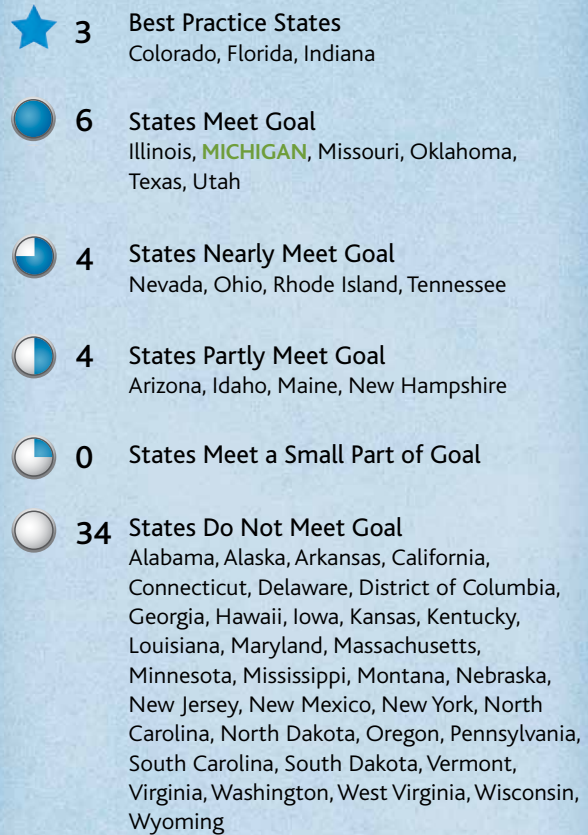 3 Best Practice States
Colorado, Florida, Indiana
6 States Meet Goal
Illinois, MICHIGAN, Missouri, Oklahoma,
Texas, Utah
4 States Nearly Meet Goal
Nevada, Ohio, Rhode Island, Tennessee
4 States Partly Meet Goal
Arizona, Idaho, Maine, New Hampshire
0 States Meet a Small Part of Goal
34 States Do Not Meet Goal
Alabama, Alaska, Arkansas, California,
Connecticut, Delaware, District of Columbia,
Georgia, Hawaii, Iowa, Kansas, Kentucky,
Louisiana, Maryland, Massachusetts,
Minnesota, Mississippi, Montana, Nebraska,
New Jersey, New Mexico, New York, North
Carolina, North Dakota, Oregon, Pennsylvania,
South Carolina, South Dakota, Vermont,
Virginia, Washington, West Virginia, Wisconsin,
Wyoming